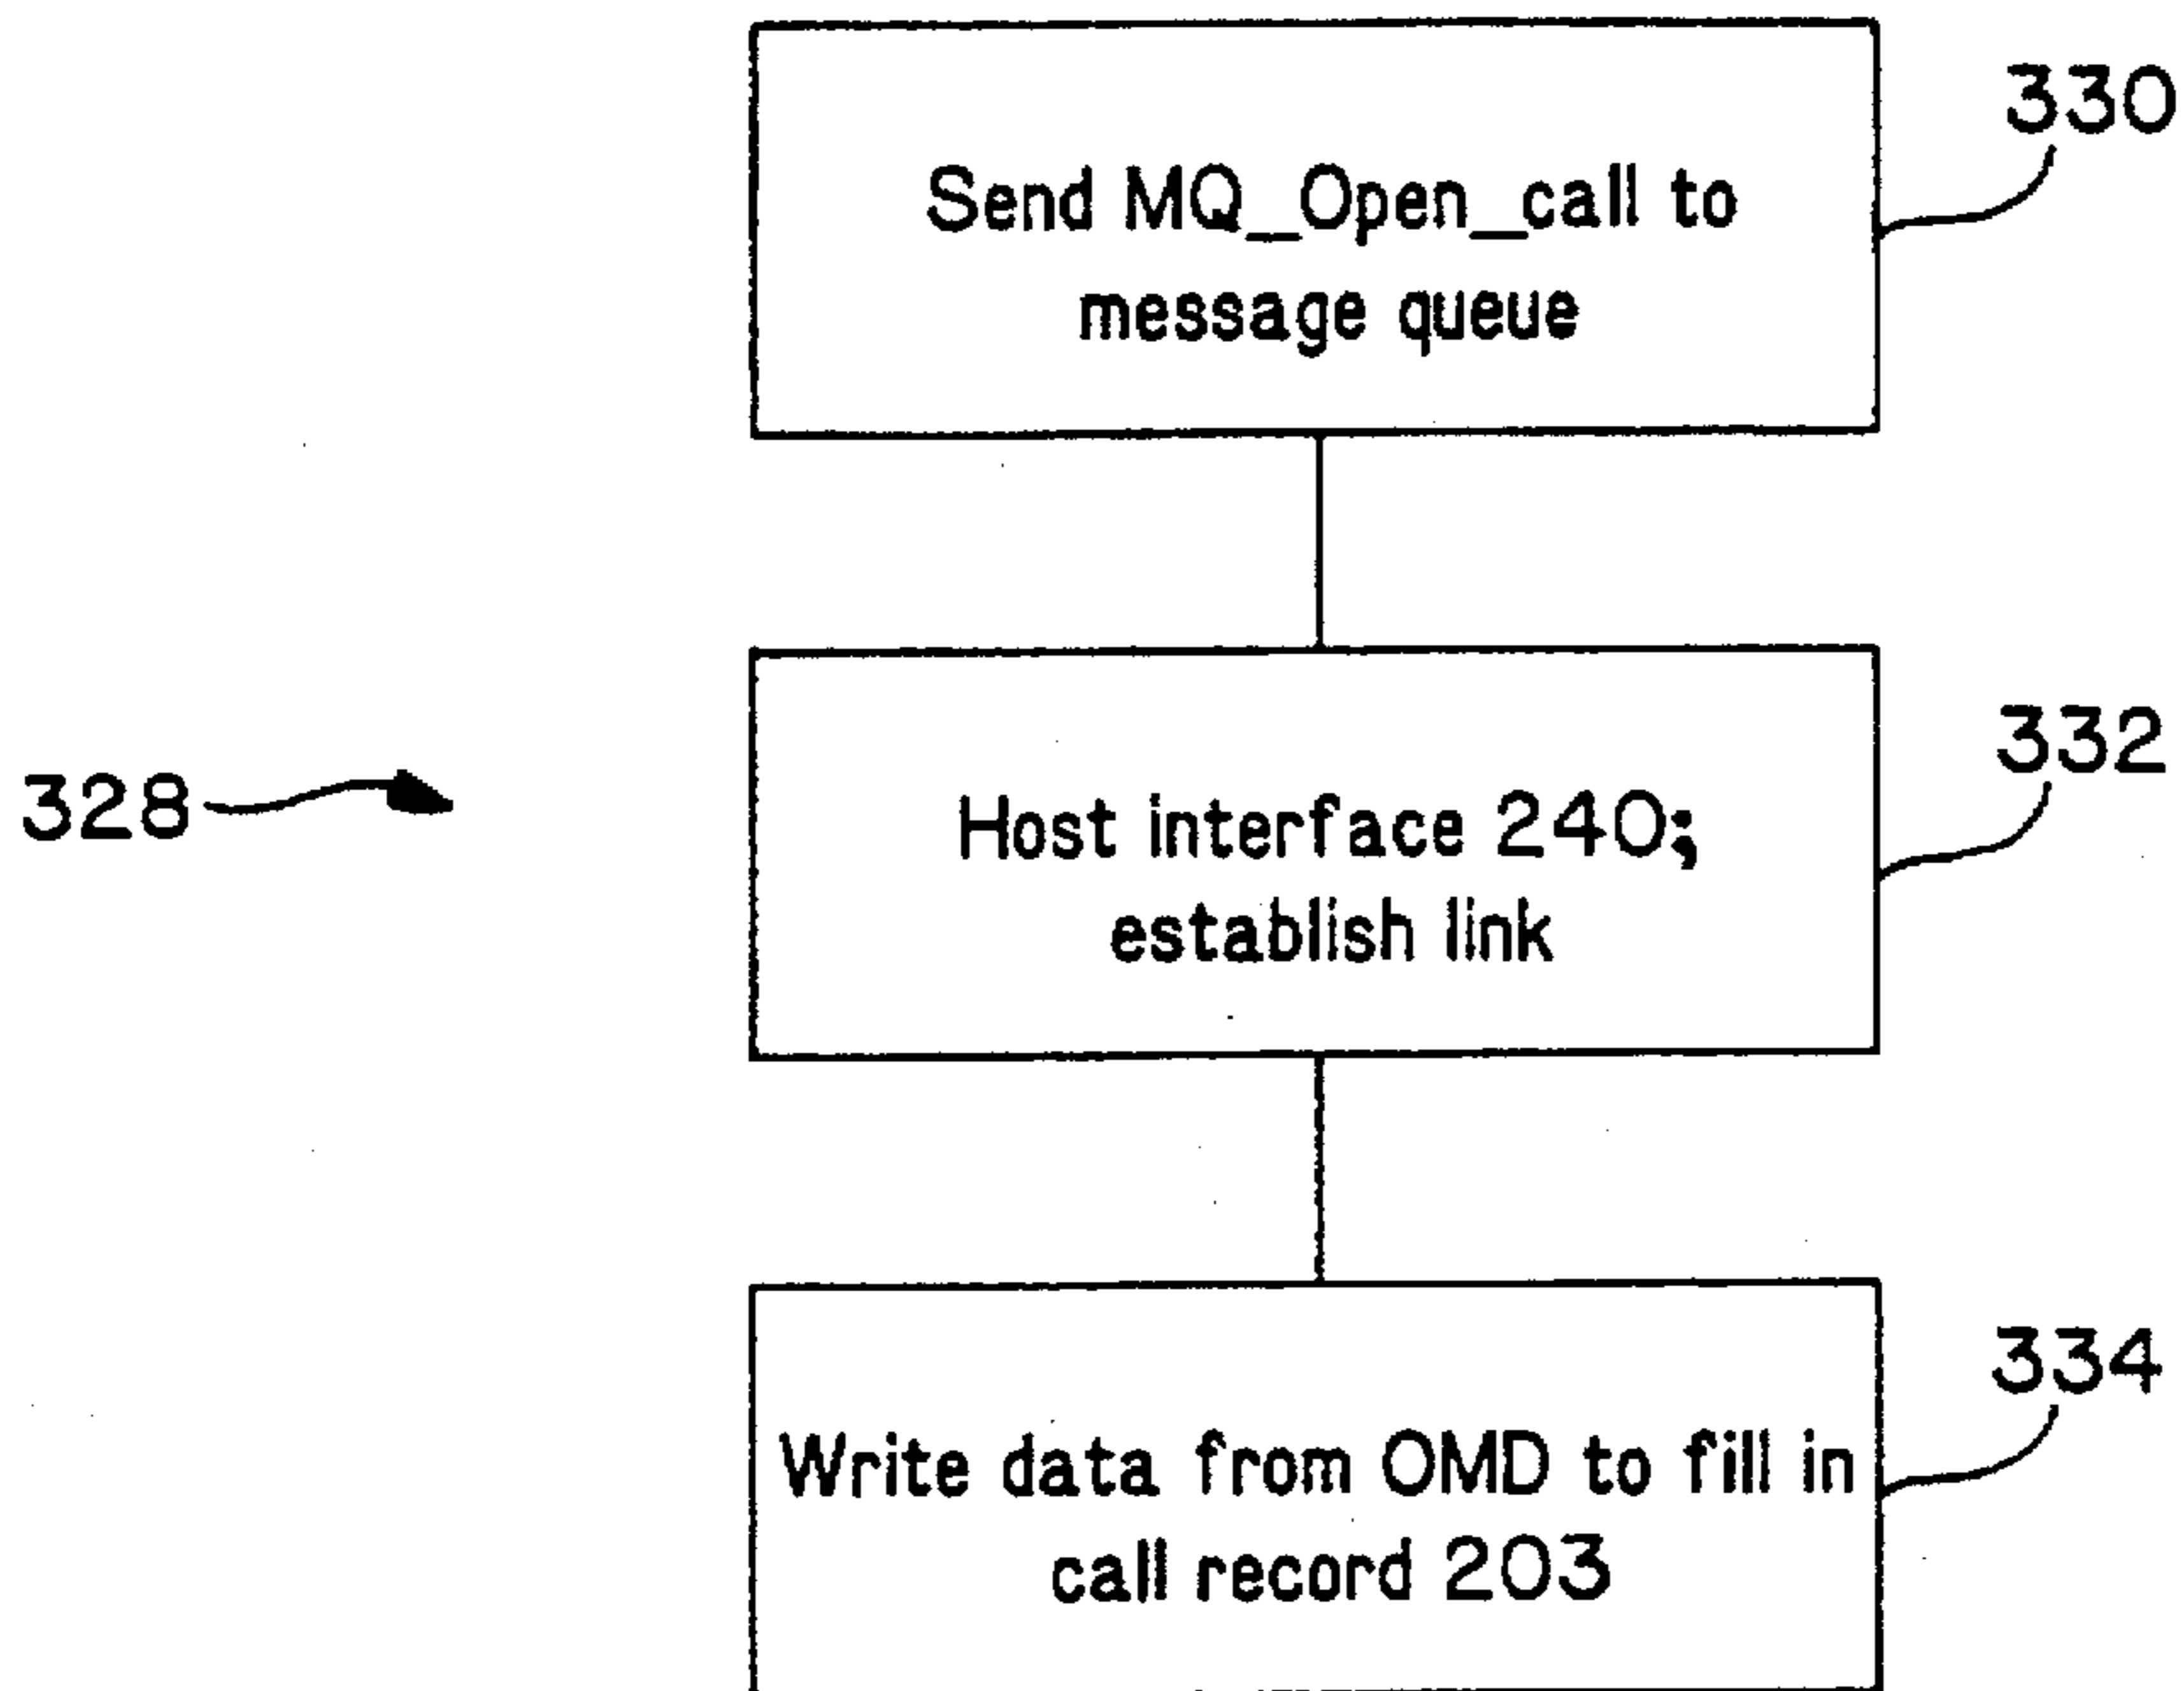 330
Send MQ_Open_call to
message queue
332
328
Host interface 240;
establish link
334
Write data from OMD to fill in
call record 203